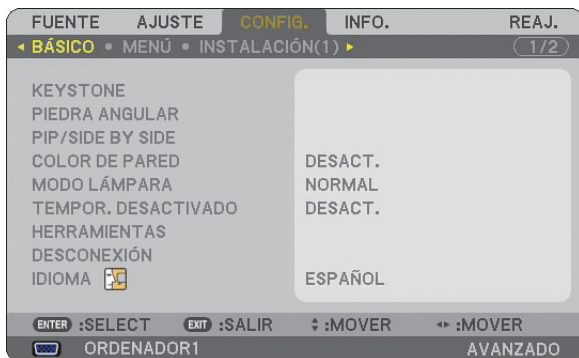 FUENTE AJUSTE CONFIG. INFO. REAJ.
BÁSICO • MENÚ • INSTALACIÓN(1) 1/2
KEYSTONE
PIEDRA ANGULAR
PIP/SIDE BY SIDE
COLOR DE PARED DESACT.
MODO LÁMPARA NORMAL
TEMPOR. DESACTIVADO DESACT.
HERRAMIENTAS
DESCONEXIÓN
IDIOMA ESPAÑOL
ENTER :SELECT EXIT :SALIR :MOVER :MOVER
ORDENADOR1 AVANZADO